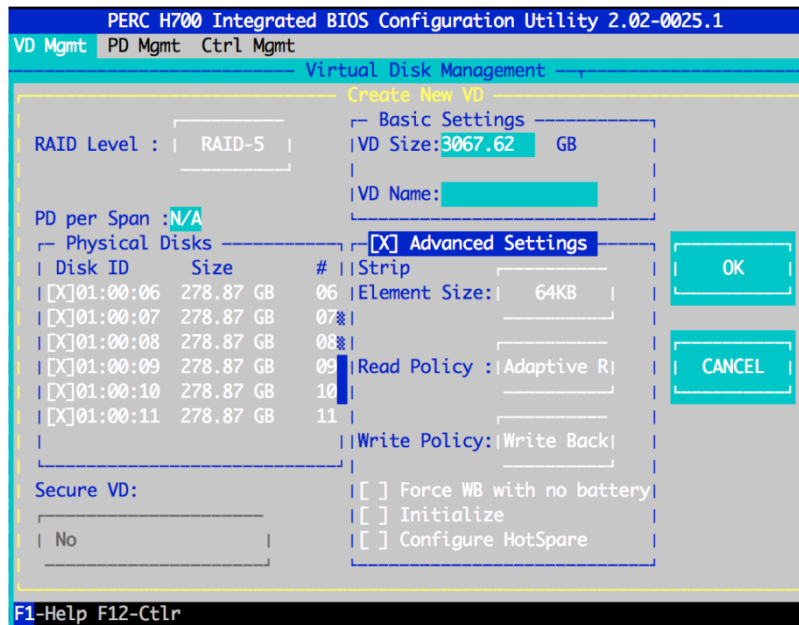 PERC H700 Integrated BIOS Configuration Utility 2.02-0025.1
VD Mgmt PD Mgmt Ctrl Mgmt
Virtual Disk Management
Create New VD
RAID Level : RAID-5
Basic Settings
VD Size:3067.62 GB
VD Name:
PD per Span :N/A
Physical Disks
Disk ID Size #
[X]01:00:06 278.87 GB 06
[X]01:00:07 278.87 GB 07
[X]01:00:08 278.87 GB 08
[X]01:00:09 278.87 GB 09
[X]01:00:10 278.87 GB 10
[X]01:00:11 278.87 GB 11
Secure VD:
No
[X] Advanced Settings
Strip
Element Size: 64KB
Read Policy : Adaptive R
Write Policy: Write Back
[ ] Force WB with no battery
[ ] Initialize
[ ] Configure HotSpare
OK
CANCEL
F1-Help F12-Ctlr